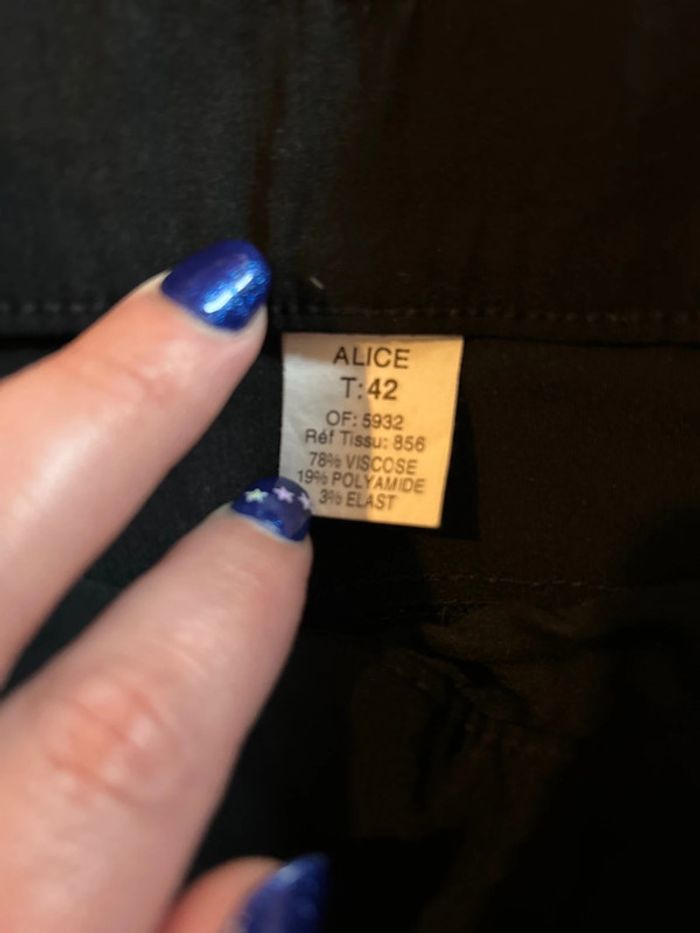 ALICE
T:42
OF: 5932
Réf Tissu: 856
78% VISCOSE
19% POLYAMIDE
3% ELAST